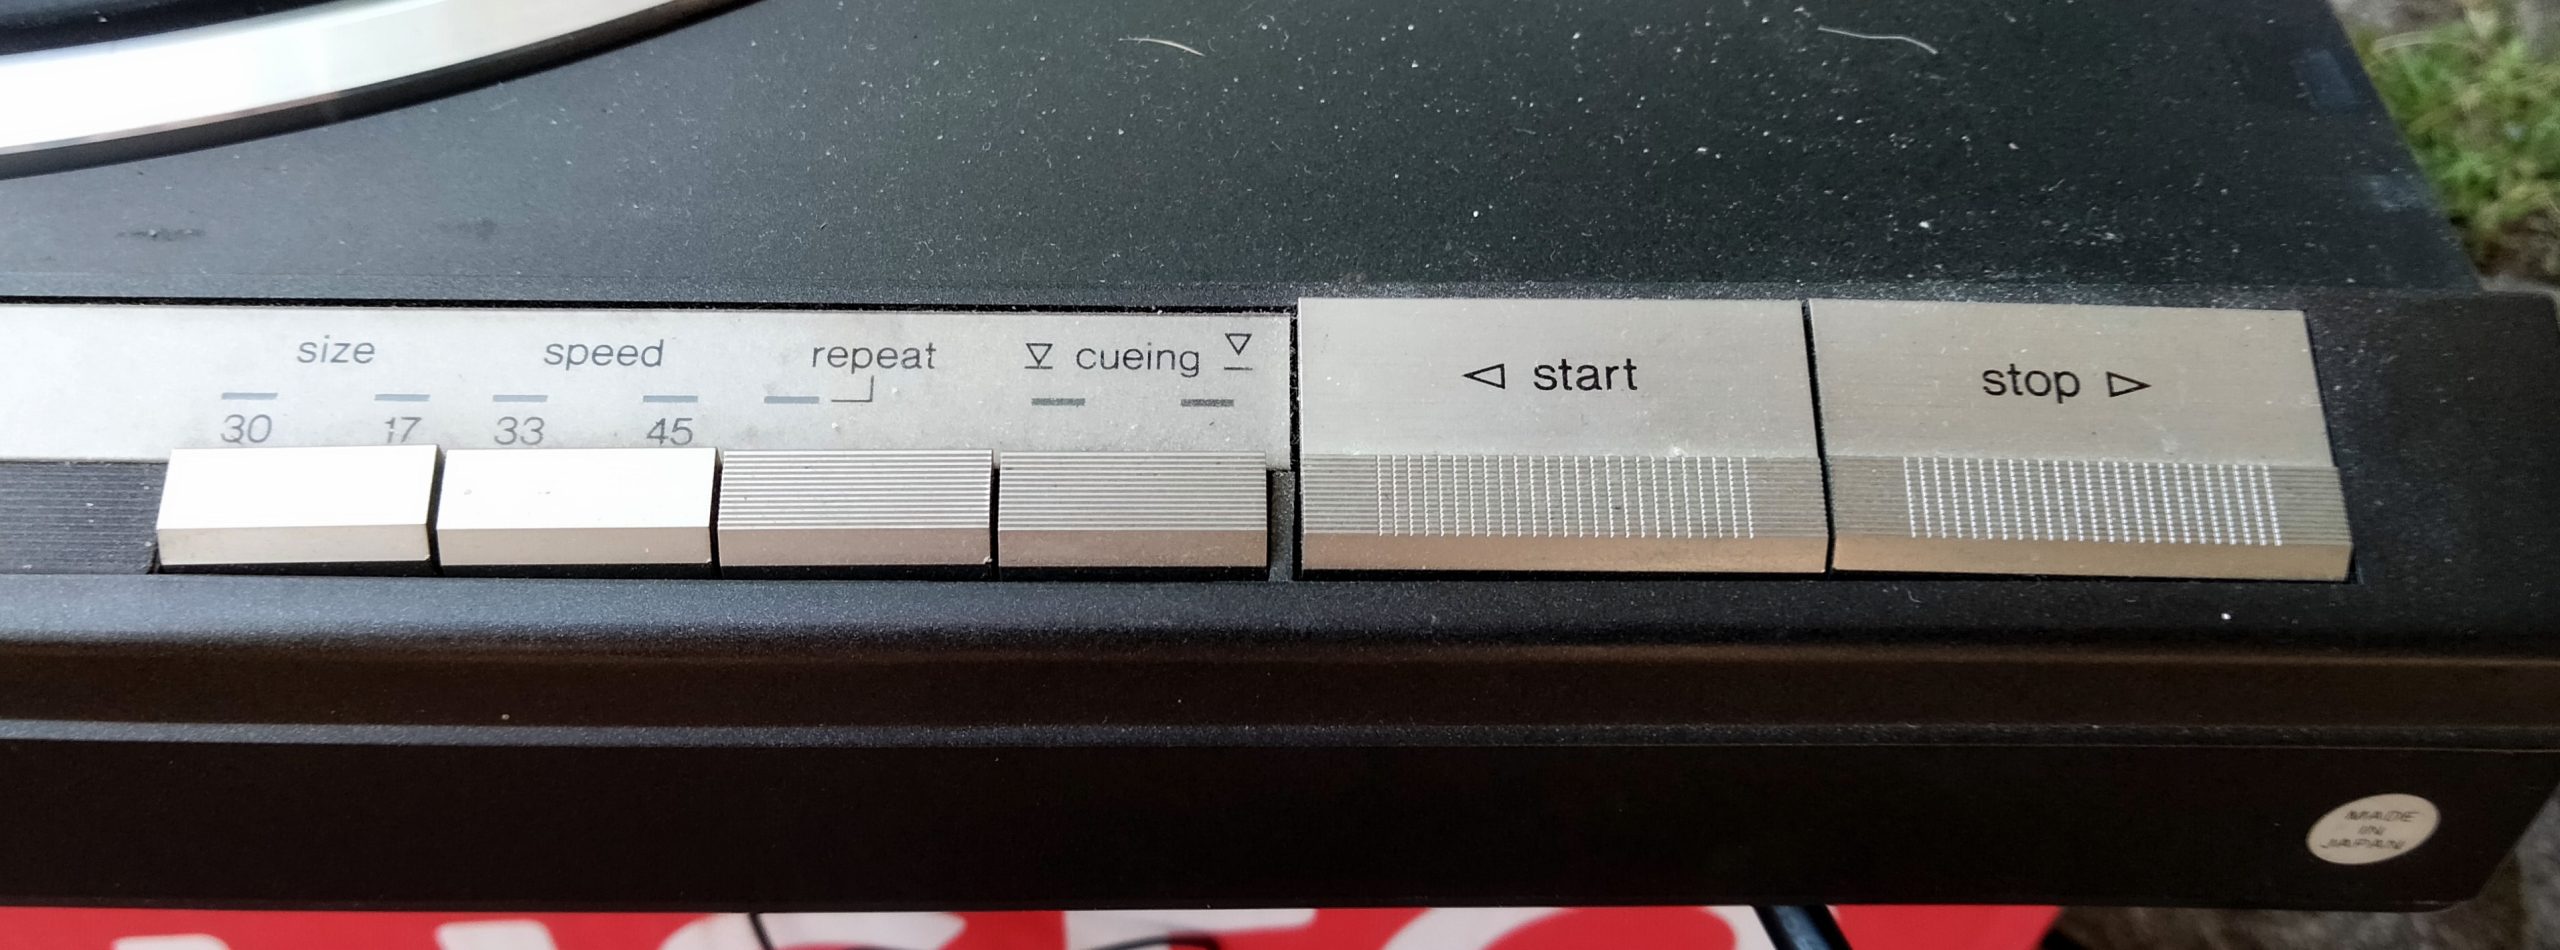 size speed repeat cueing
30 17 33 45
start
stop
MADE
IN
JAPAN